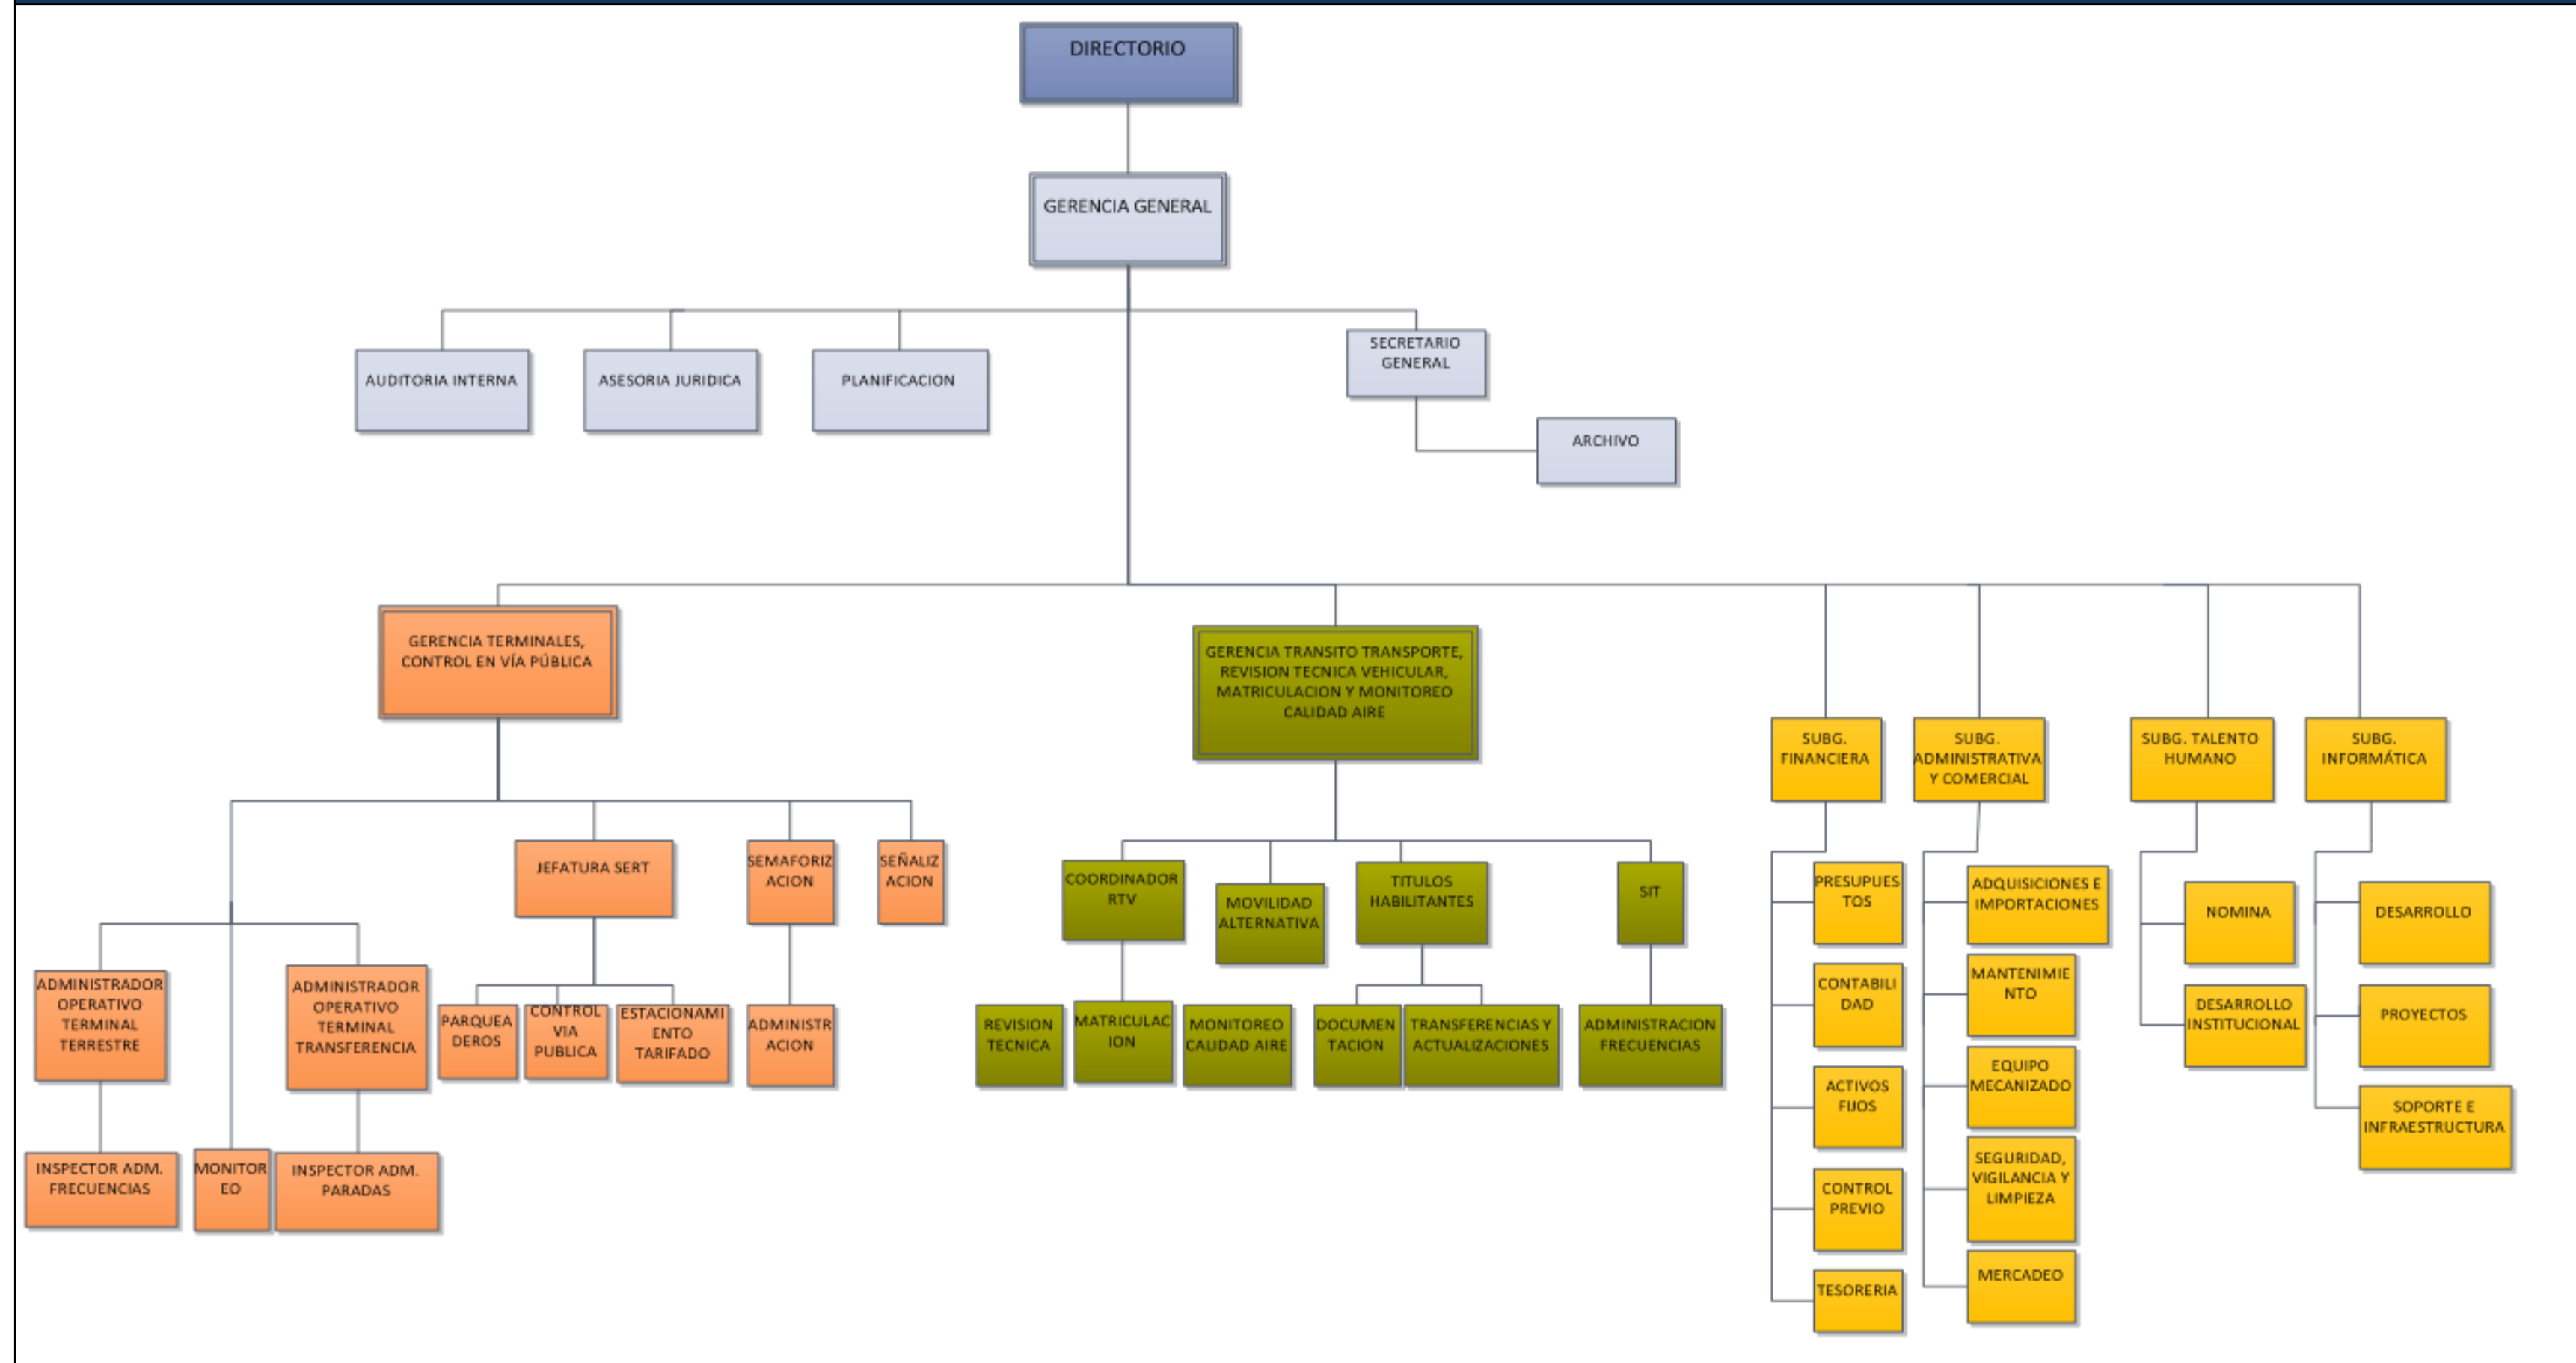 DIRECTORIO
GERENCIA GENERAL
AUDITORIA INTERNA
ASESORIA JURIDICA
PLANIFICACION
SECRETARIO
GENERAL
ARCHIVO
GERENCIA TERMINALES,
CONTROL EN VÍA PÚBLICA
GERENCIA TRANSITO TRANSPORTE,
REVISION TECNICA VEHICULAR,
MATRICULACION Y MONITOREO
CALIDAD AIRE
SUBG.
FINANCIERA
SUBG.
ADMINISTRATIVA
Y COMERCIAL
SUBG. TALENTO
HUMANO
SUBG.
INFORMÁTICA
JEFATURA SERT
SEMAFORIZ
ACION
SEÑALIZ
ACION
COORDINADOR
RTV
MOVILIDAD
ALTERNATIVA
TITULOS
HABILITANTES
SIT
ADMINISTRADOR
OPERATIVO
TERMINAL
TERRESTRE
ADMINISTRADOR
OPERATIVO
TERMINAL
TRANSFERENCIA
PARQUEA
DEROS
CONTROL
VIA
PUBLICA
ESTACIONAMI
ENTO
TARIFADO
ADMINISTR
ACION
REVISION
TECNICA
MATRICULAC
ION
MONITOREO
CALIDAD AIRE
DOCUMEN
TACION
TRANSFERENCIAS Y
ACTUALIZACIONES
ADMINISTRACION
FRECUENCIAS
INSPECTOR ADM.
FRECUENCIAS
MONITOR
EO
INSPECTOR ADM.
PARADAS
PRESUPUES
TOS
CONTABILI
DAD
ACTIVOS
FIJOS
CONTROL
PREVIO
TESORERIA
ADQUISICIONES E
IMPORTACIONES
MANTENIMIE
NTO
EQUIPO
MECANIZADO
SEGURIDAD,
VIGILANCIA Y
LIMPIEZA
MERCADEO
NOMINA
DESARROLLO
INSTITUCIONAL
DESARROLLO
PROYECTOS
SOPORTE E
INFRAESTRUCTURA